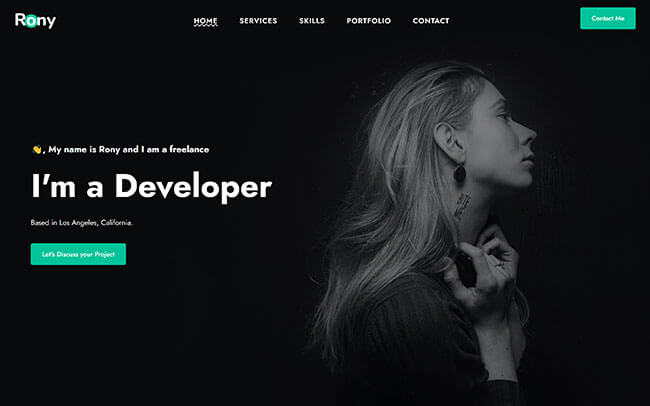 Rony
HOME SERVICES SKILLS PORTFOLIO CONTACT
Contact Me
👋, My name is Rony and I am a freelance
I'm a Developer
Based in Los Angeles, California.
Let's Discuss your Project